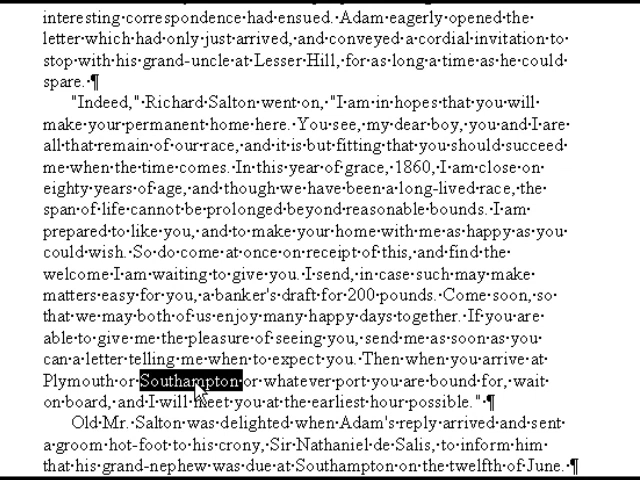 interesting correspondence had ensued. Adam eagerly opened the
letter which had only just arrived, and conveyed a cordial invitation to
stop with his grand-uncle at Lesser Hill, for as long a time as he could
spare. ¶
"Indeed," Richard Salton went on, "I am in hopes that you will
make your permanent home here. You see, my dear boy, you and I are
all that remain of our race, and it is but fitting that you should succeed
me when the time comes. In this year of grace, 1860, I am close on
eighty years of age, and though we have been a long-lived race, the
span of life cannot be prolonged beyond reasonable bounds. I am
prepared to like you, and to make your home with me as happy as you
could wish. So do come at once on receipt of this, and find the
welcome I am waiting to give you. I send, in case such may make
matters easy for you, a banker's draft for 200 pounds. Come soon, so
that we may both of us enjoy many happy days together. If you are
able to give me the pleasure of seeing you, send me as soon as you
can a letter telling me when to expect you. Then when you arrive at
Plymouth or Southampton or whatever port you are bound for, wait
on board, and I will meet you at the earliest hour possible." ¶
Old Mr. Salton was delighted when Adam's reply arrived and sent
a groom hot-foot to his crony, Sir Nathaniel de Salis, to inform him
that his grand-nephew was due at Southampton on the twelfth of June. ¶